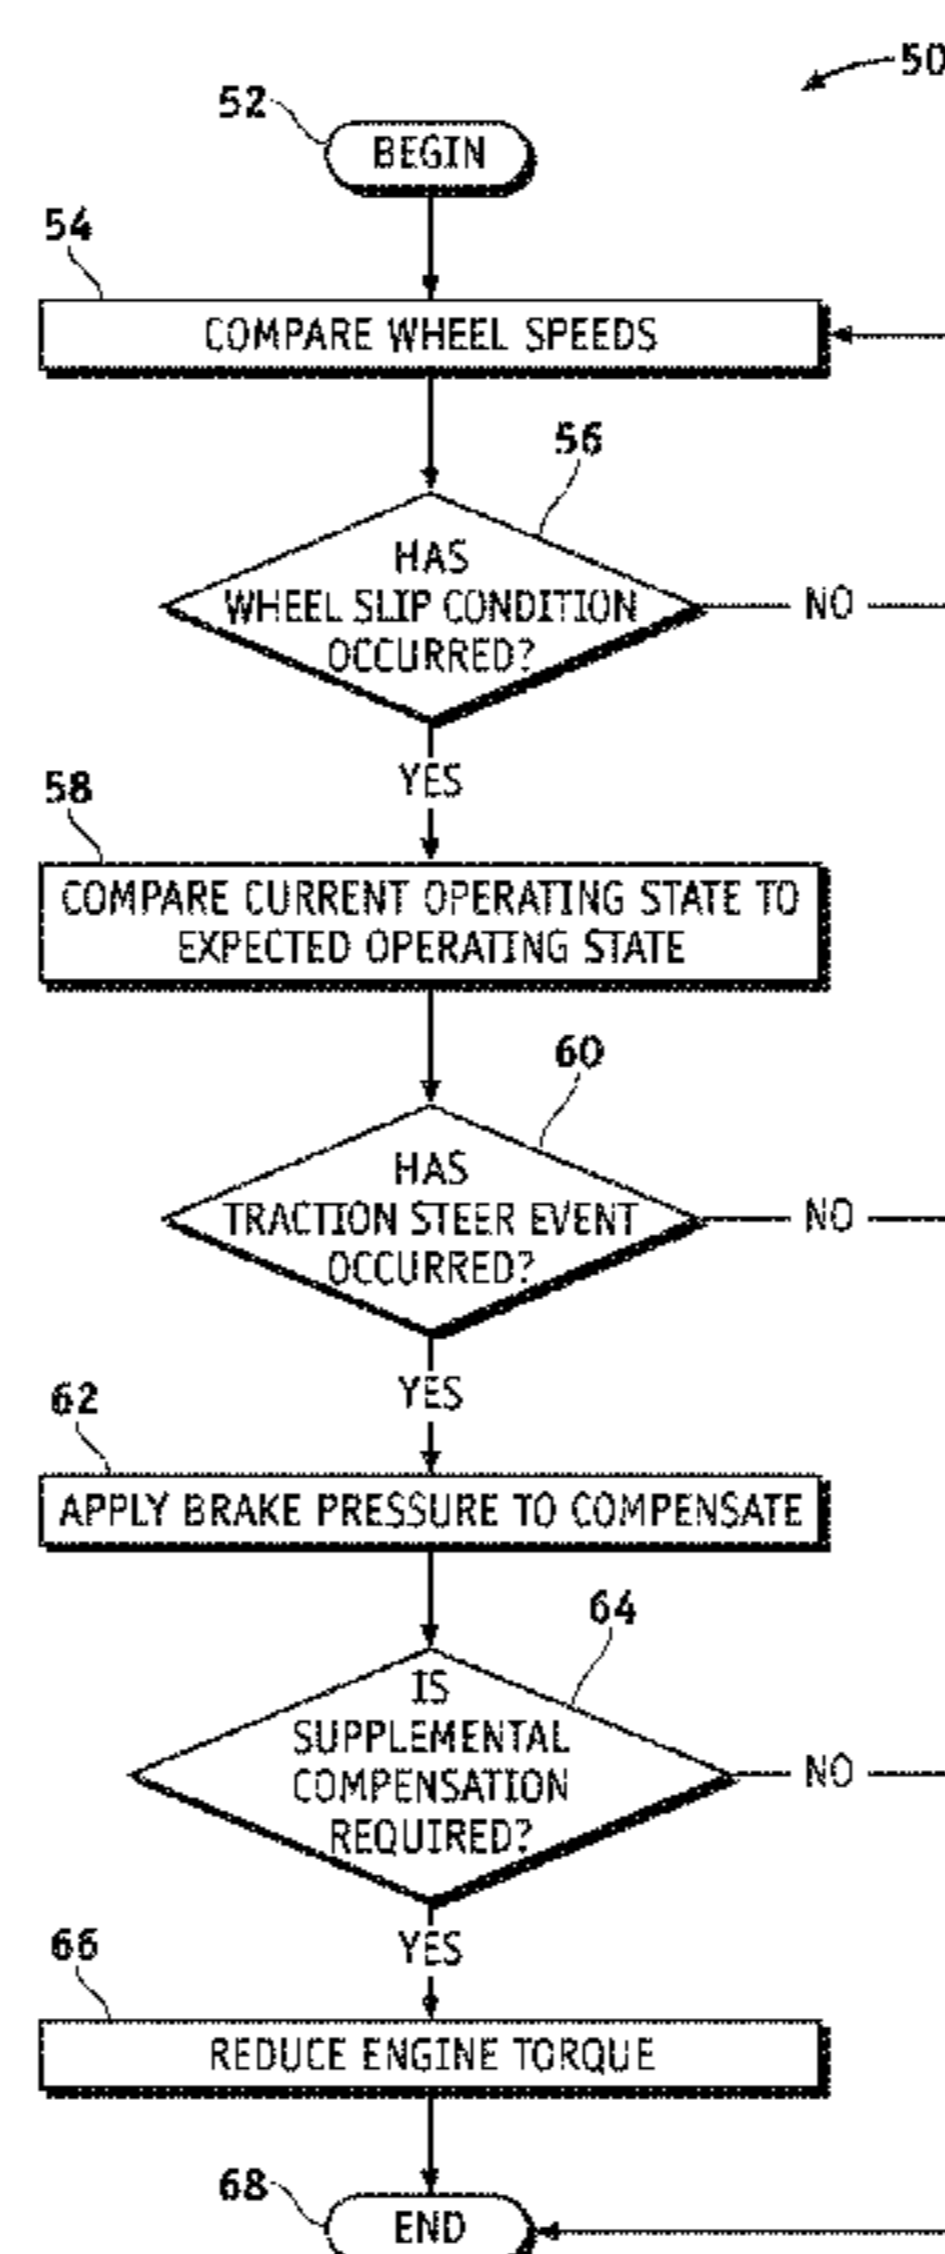 50
52
BEGIN
54
COMPARE WHEEL SPEEDS
56
HAS
WHEEL SLIP CONDITION
OCCURRED?
NO
YES
58
COMPARE CURRENT OPERATING STATE TO
EXPECTED OPERATING STATE
60
HAS
TRACTION STEER EVENT
OCCURRED?
NO
YES
62
APPLY BRAKE PRESSURE TO COMPENSATE
64
IS
SUPPLEMENTAL
COMPENSATION
REQUIRED?
NO
YES
66
REDUCE ENGINE TORQUE
68
END